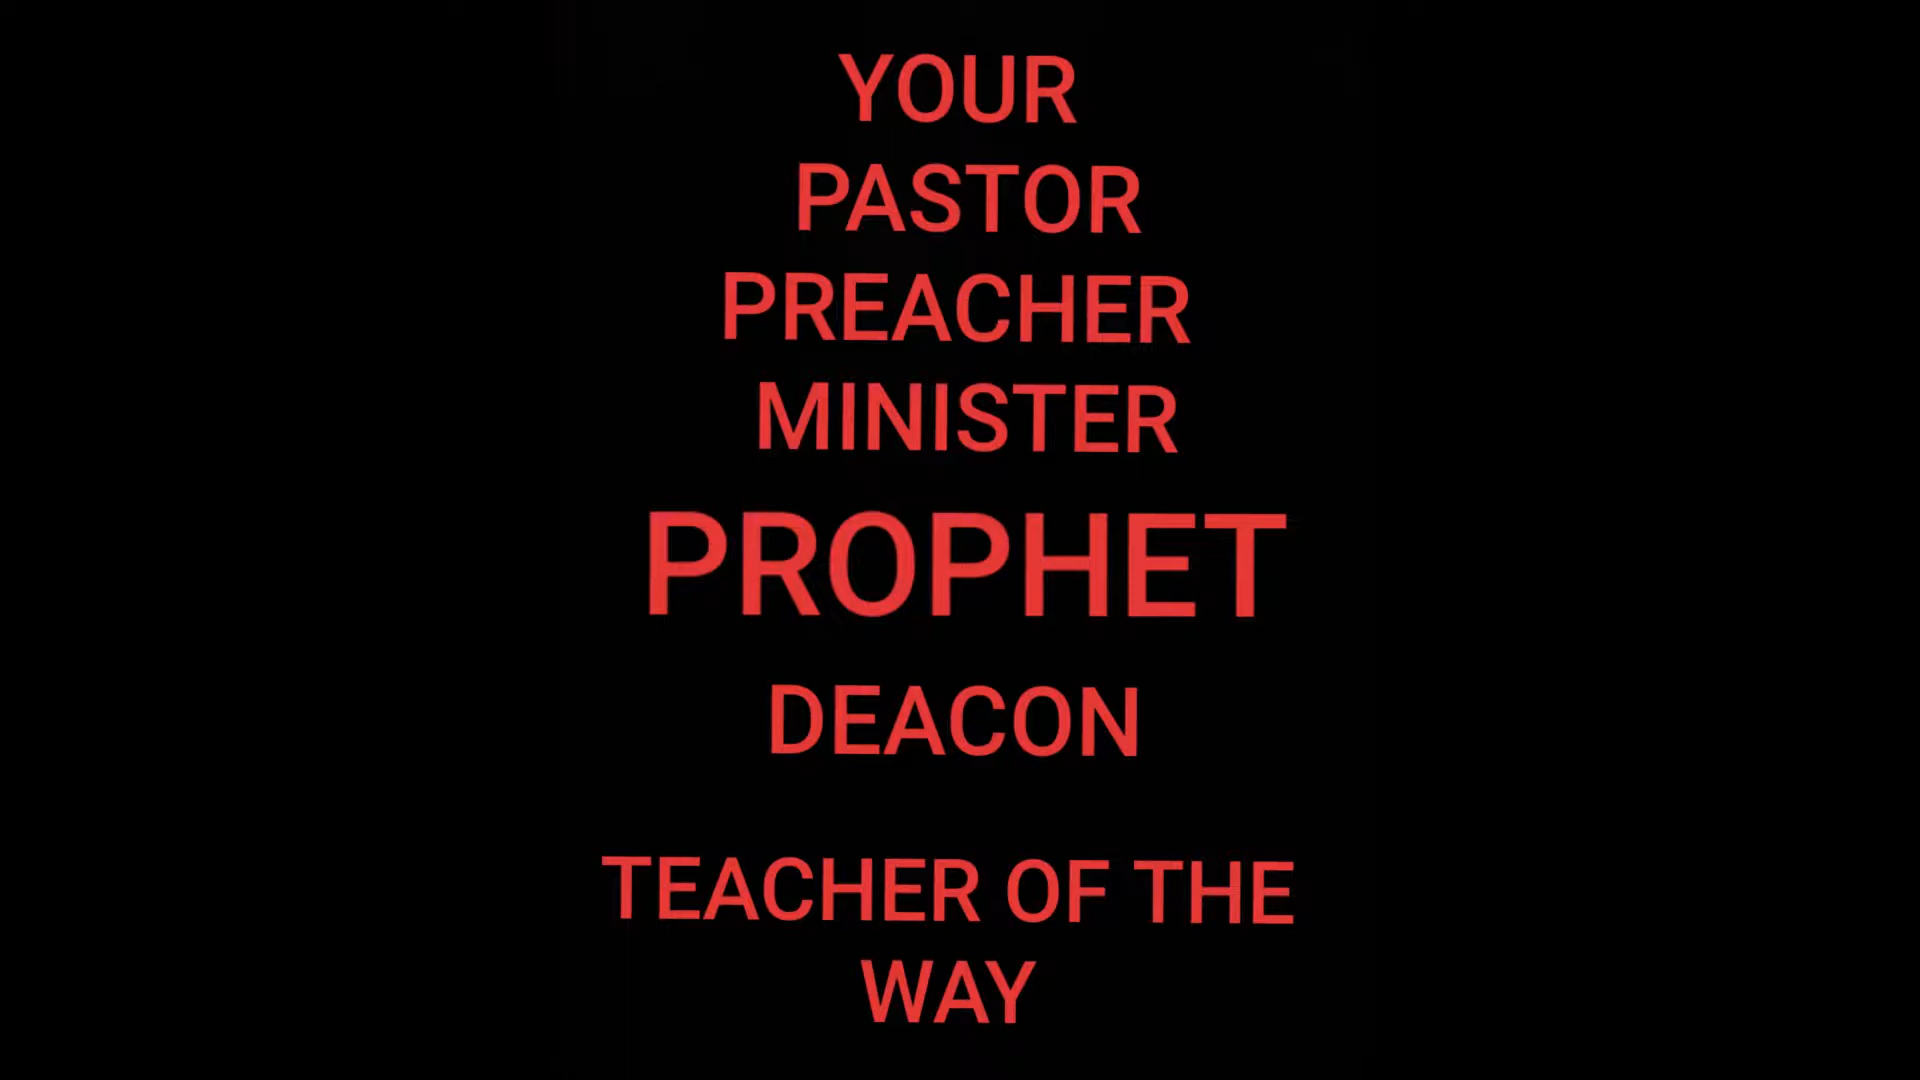 YOUR
PASTOR
PREACHER
MINISTER
PROPHET
DEACON
TEACHER OF THE
WAY